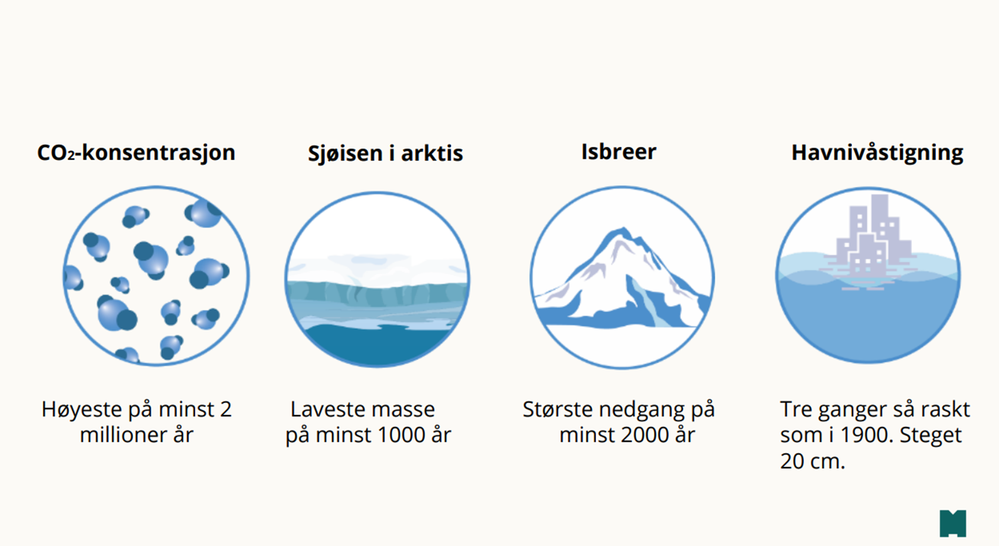 CO₂-konsentrasjon
Høyeste på minst 2
millioner år
Sjøisen i arktis
Laveste masse
på minst 1000 år
Isbreer
Største nedgang på
minst 2000 år
Havnivåstigning
Tre ganger så raskt
som i 1900. Steget
20 cm.